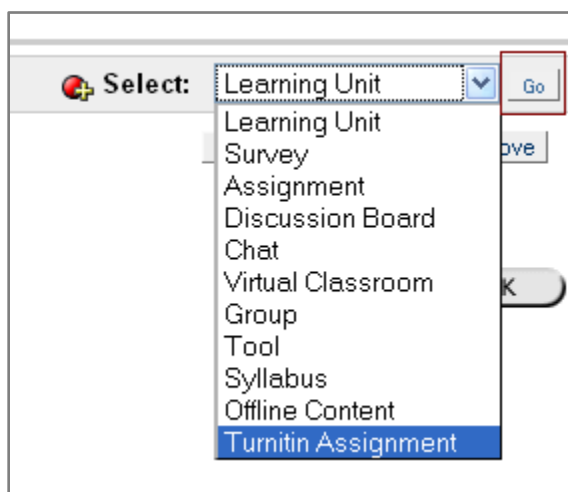 Select: Learning Unit Go
Learning Unit
Survey
Assignment
Discussion Board
Chat
Virtual Classroom
Group
Tool
Syllabus
Offline Content
Turnitin Assignment